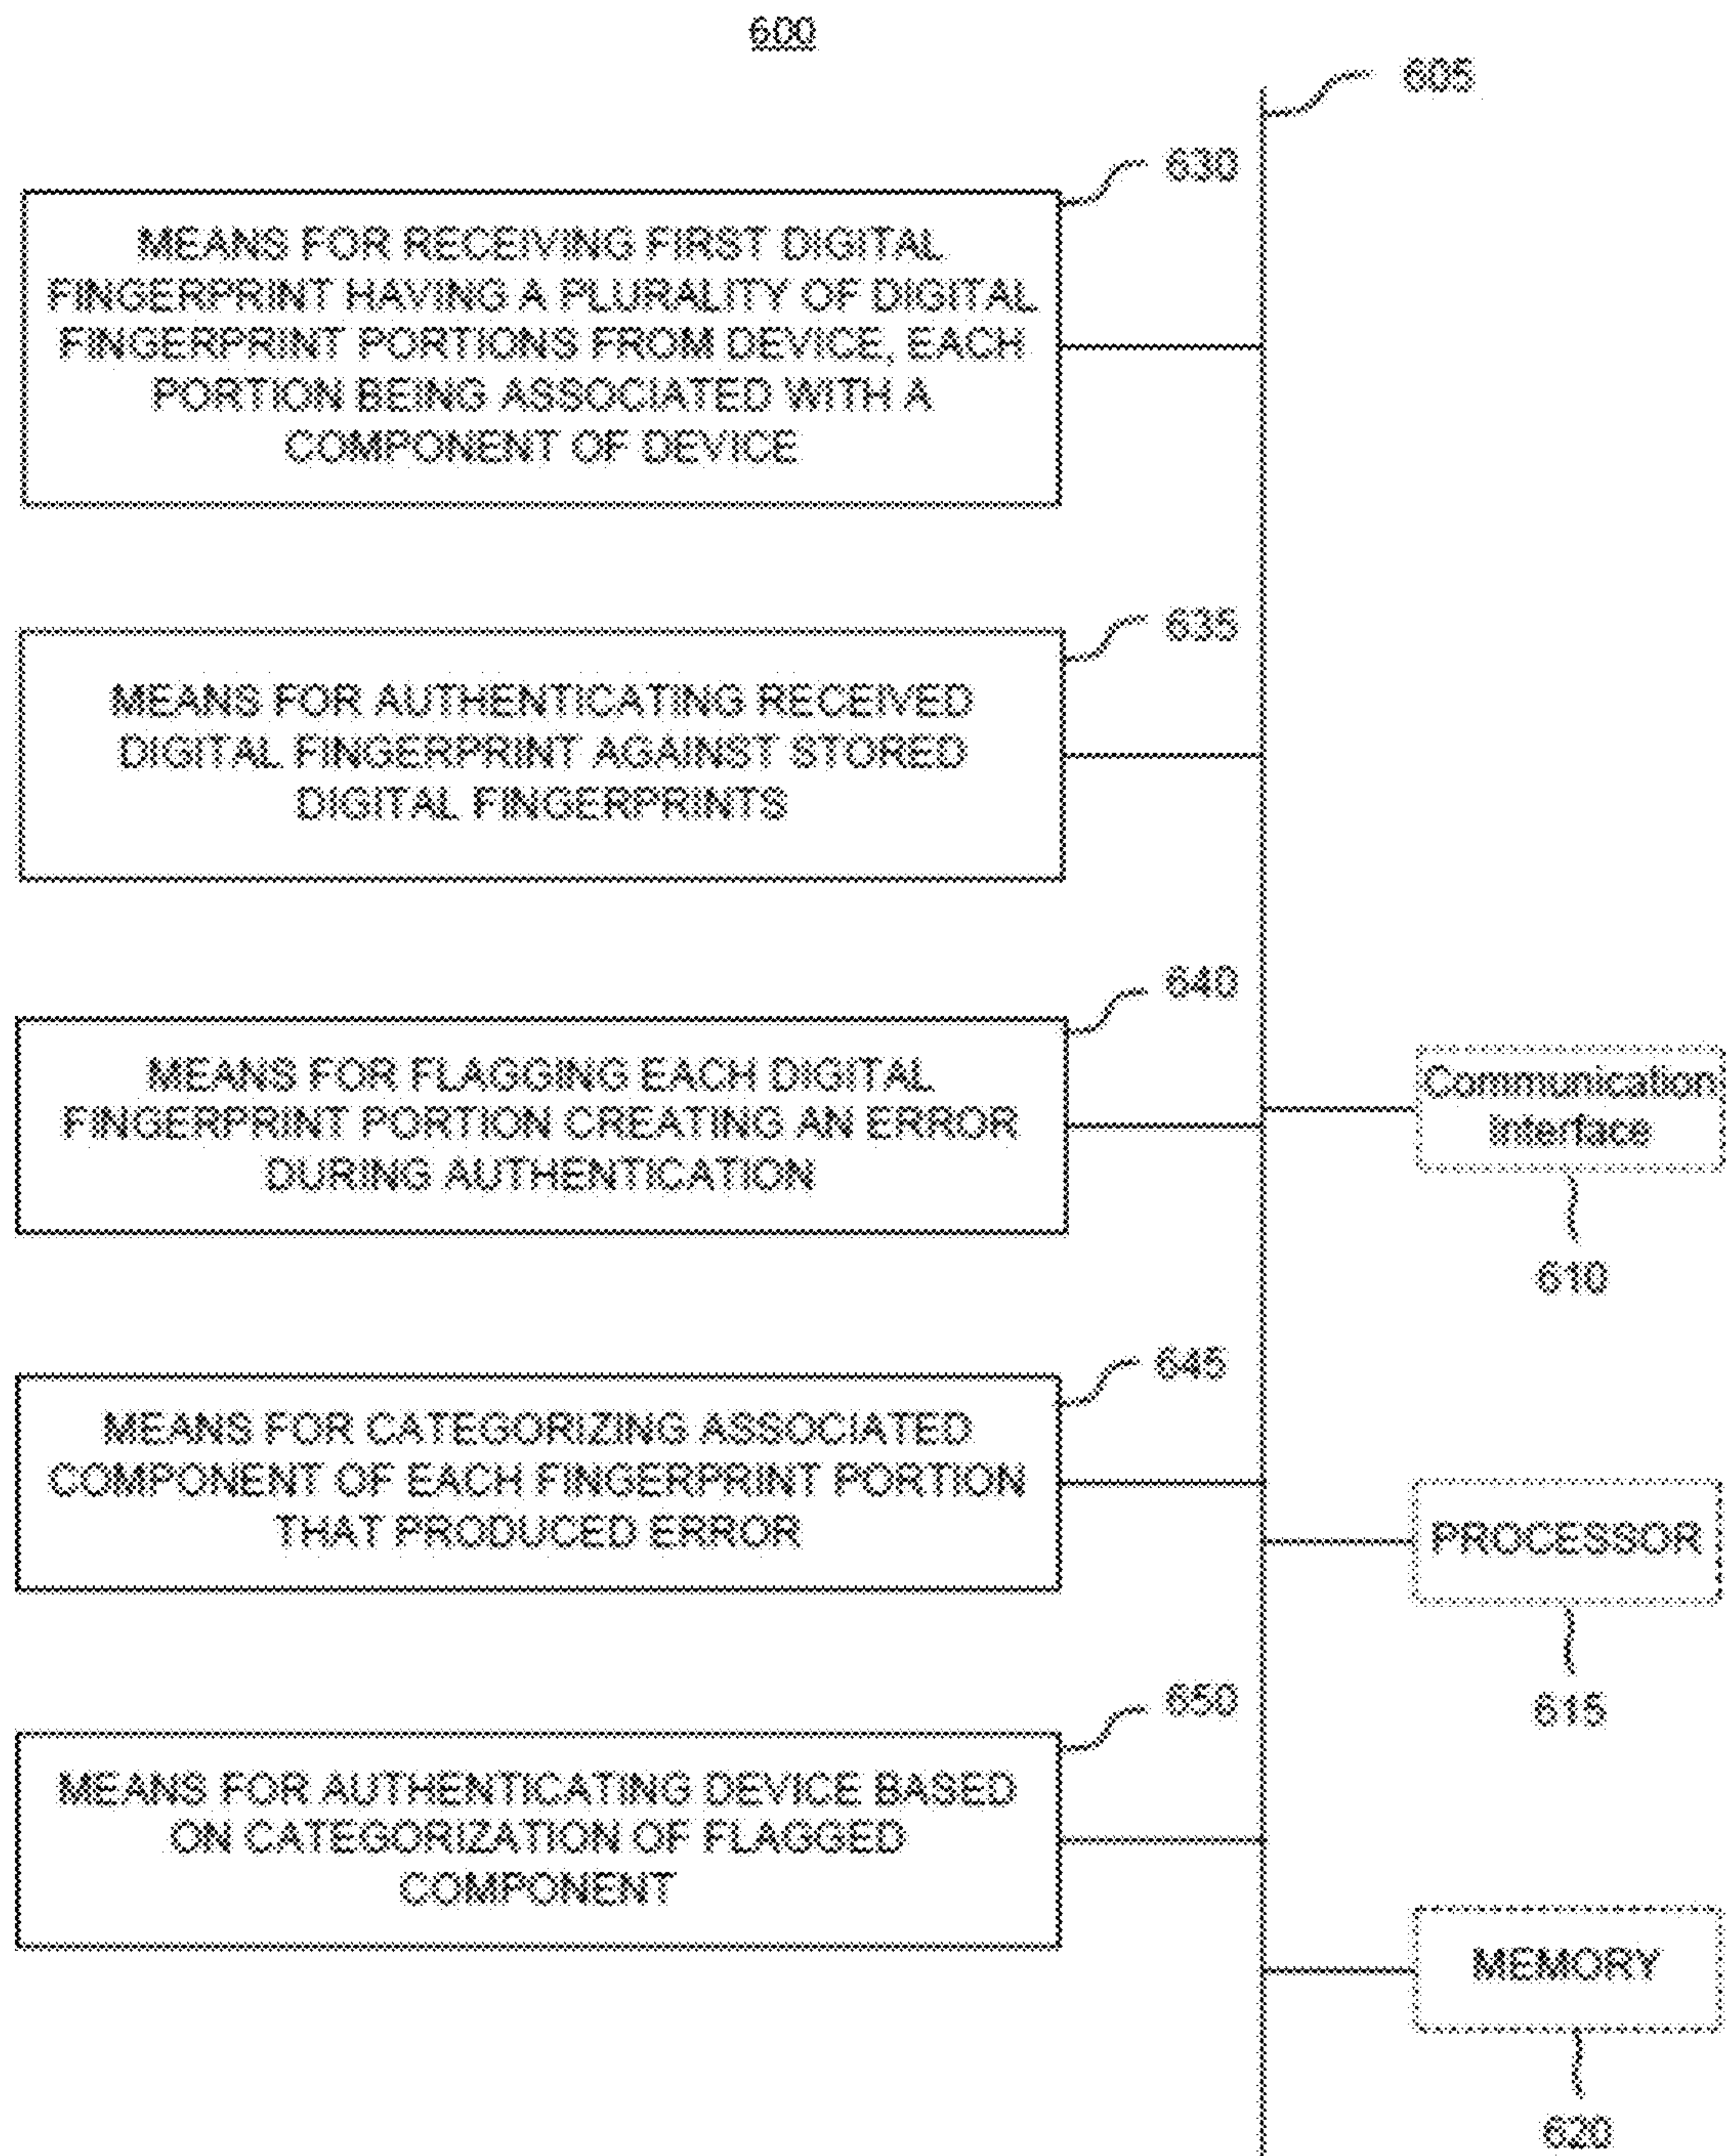 600
605
630
MEANS FOR RECEIVING FIRST DIGITAL
FINGERPRINT HAVING A PLURALITY OF DIGITAL
FINGERPRINT PORTIONS FROM DEVICE, EACH
PORTION BEING ASSOCIATED WITH A
COMPONENT OF DEVICE
635
MEANS FOR AUTHENTICATING RECEIVED
DIGITAL FINGERPRINT AGAINST STORED
DIGITAL FINGERPRINTS
640
MEANS FOR FLAGGING EACH DIGITAL
FINGERPRINT PORTION CREATING AN ERROR
DURING AUTHENTICATION
Communication
Interface
610
645
MEANS FOR CATEGORIZING ASSOCIATED
COMPONENT OF EACH FINGERPRINT PORTION
THAT PRODUCED ERROR
PROCESSOR
615
650
MEANS FOR AUTHENTICATING DEVICE BASED
ON CATEGORIZATION OF FLAGGED
COMPONENT
MEMORY
620